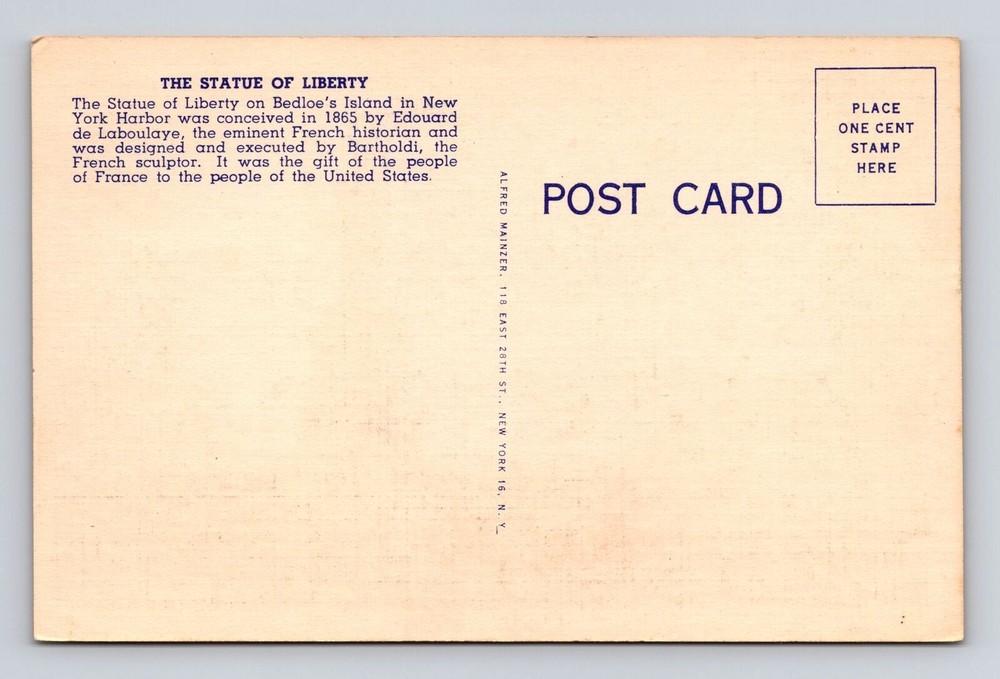 THE STATUE OF LIBERTY
The Statue of Liberty on Bedloe's Island in New
York Harbor was conceived in 1865 by Edouard
de Laboulaye, the eminent French historian and
was designed and executed by Bartholdi, the
French sculptor. It was the gift of the people
of France to the people of the United States.
ALFRED MAINZER, 118 EAST 28TH ST., NEW YORK 16, N. Y.
POST CARD
PLACE
ONE CENT
STAMP
HERE